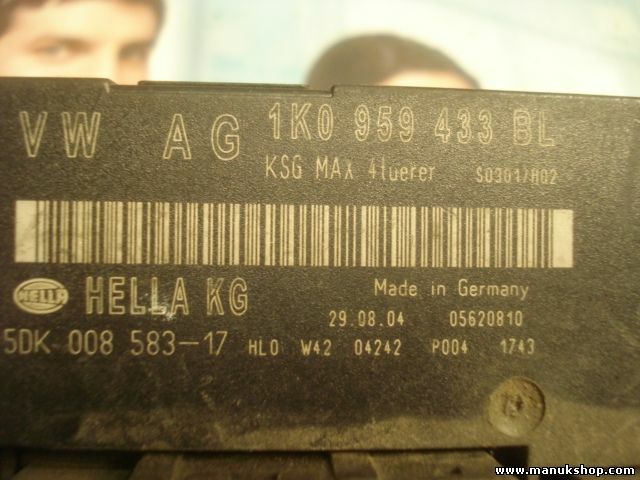 VW AG 1K0 959 433 BL
KSG MAX 4tuerer S0301/H02
HELLA HELLA KG Made in Germany
29.08.04 05620810
5DK 008 583-17 HLO W42 04242 P004 1743
www.manukshop.com